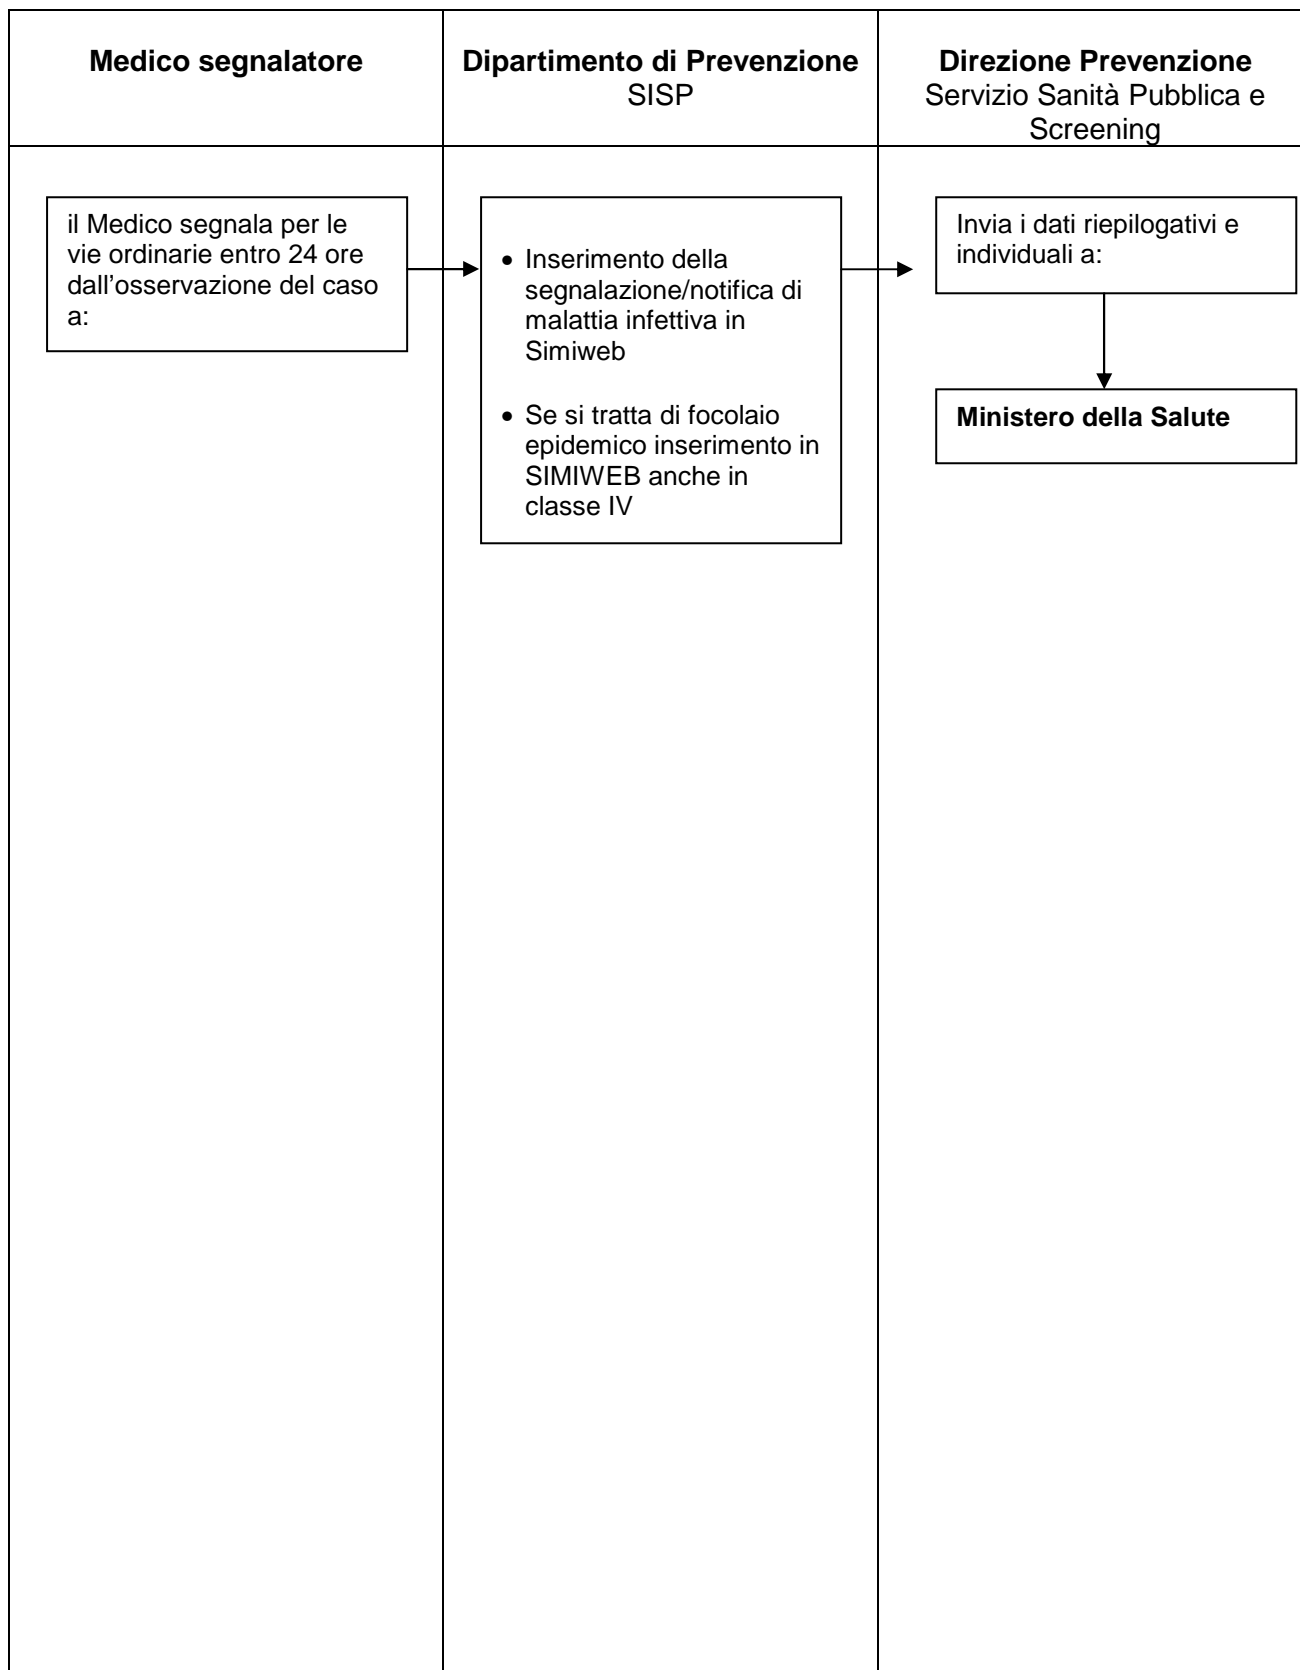 Medico segnalatore
Dipartimento di Prevenzione
SISP
Direzione Prevenzione
Servizio Sanità Pubblica e
Screening
il Medico segnala per le
vie ordinarie entro 24 ore
dall'osservazione del caso
a:
• Inserimento della
segnalazione/notifica di
malattia infettiva in
Simiweb
• Se si tratta di focolaio
epidemico inserimento in
SIMIWEB anche in
classe IV
Invia i dati riepilogativi e
individuali a:
Ministero della Salute